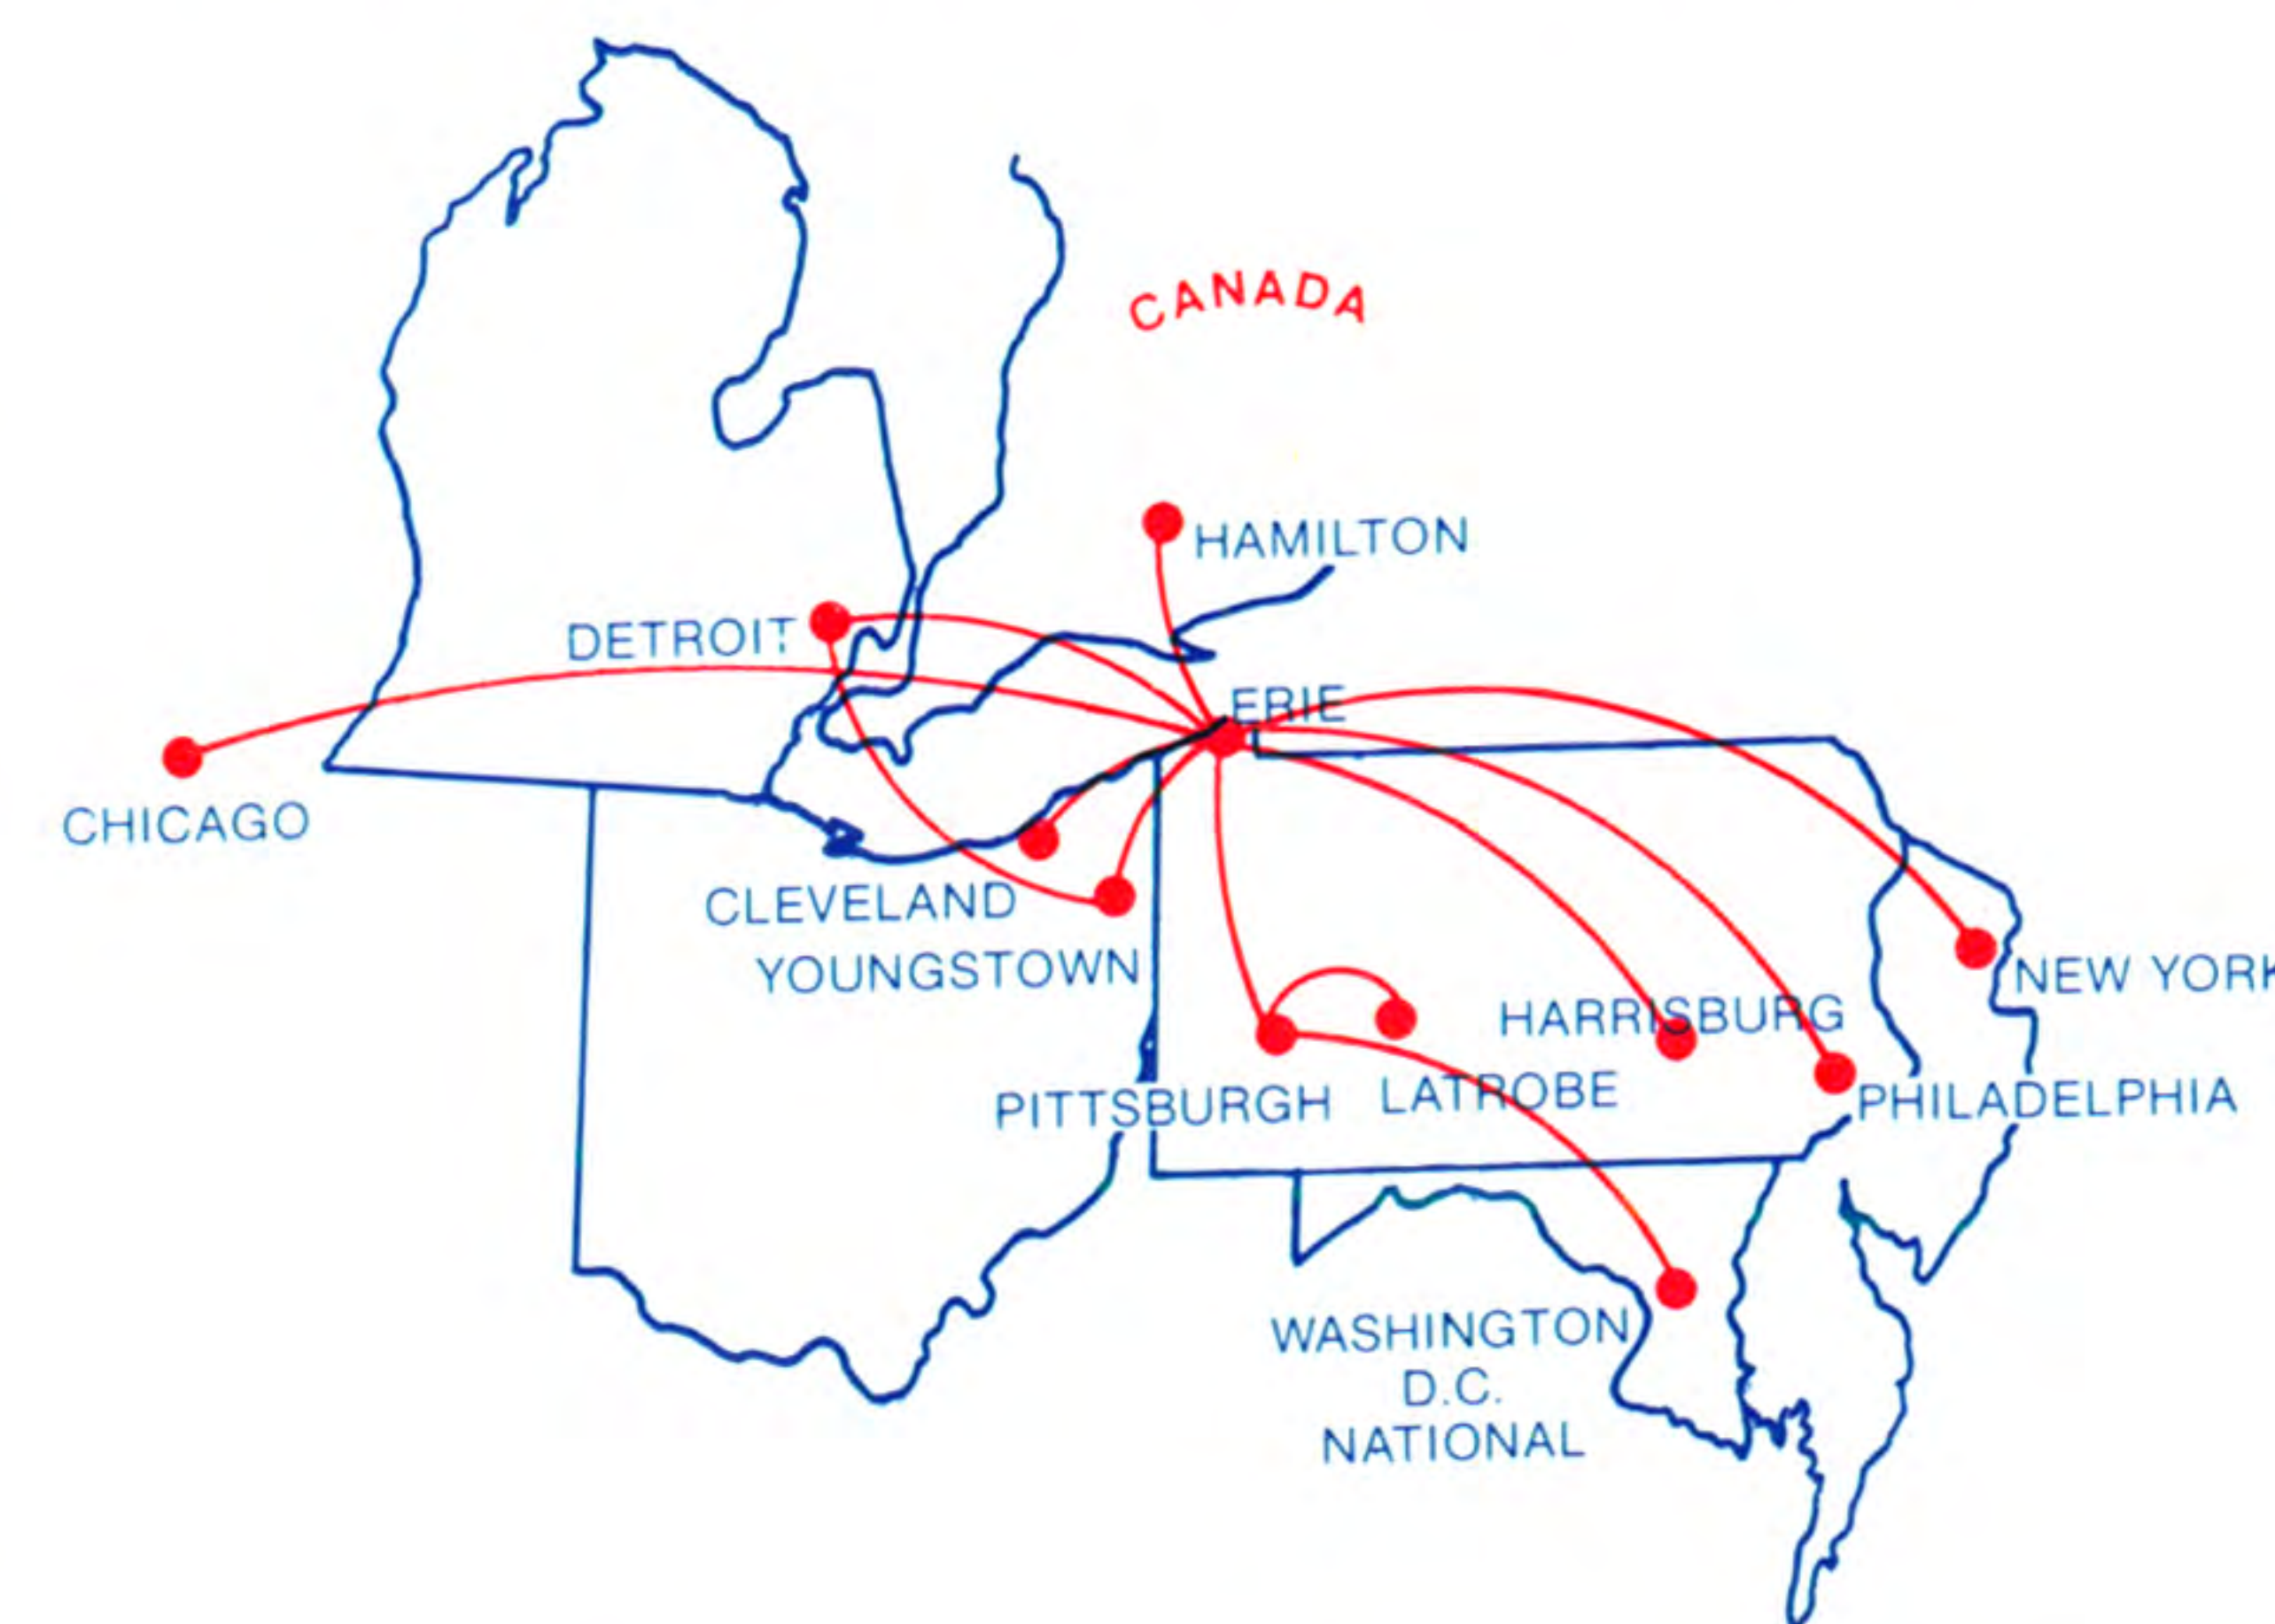 CANADA
HAMILTON
DETROIT
ERIE
CHICAGO
CLEVELAND
YOUNGSTOWN
NEW YORK
HARRISBURG
PITTSBURGH
LATROBE
PHILADELPHIA
WASHINGTON
D.C.
NATIONAL